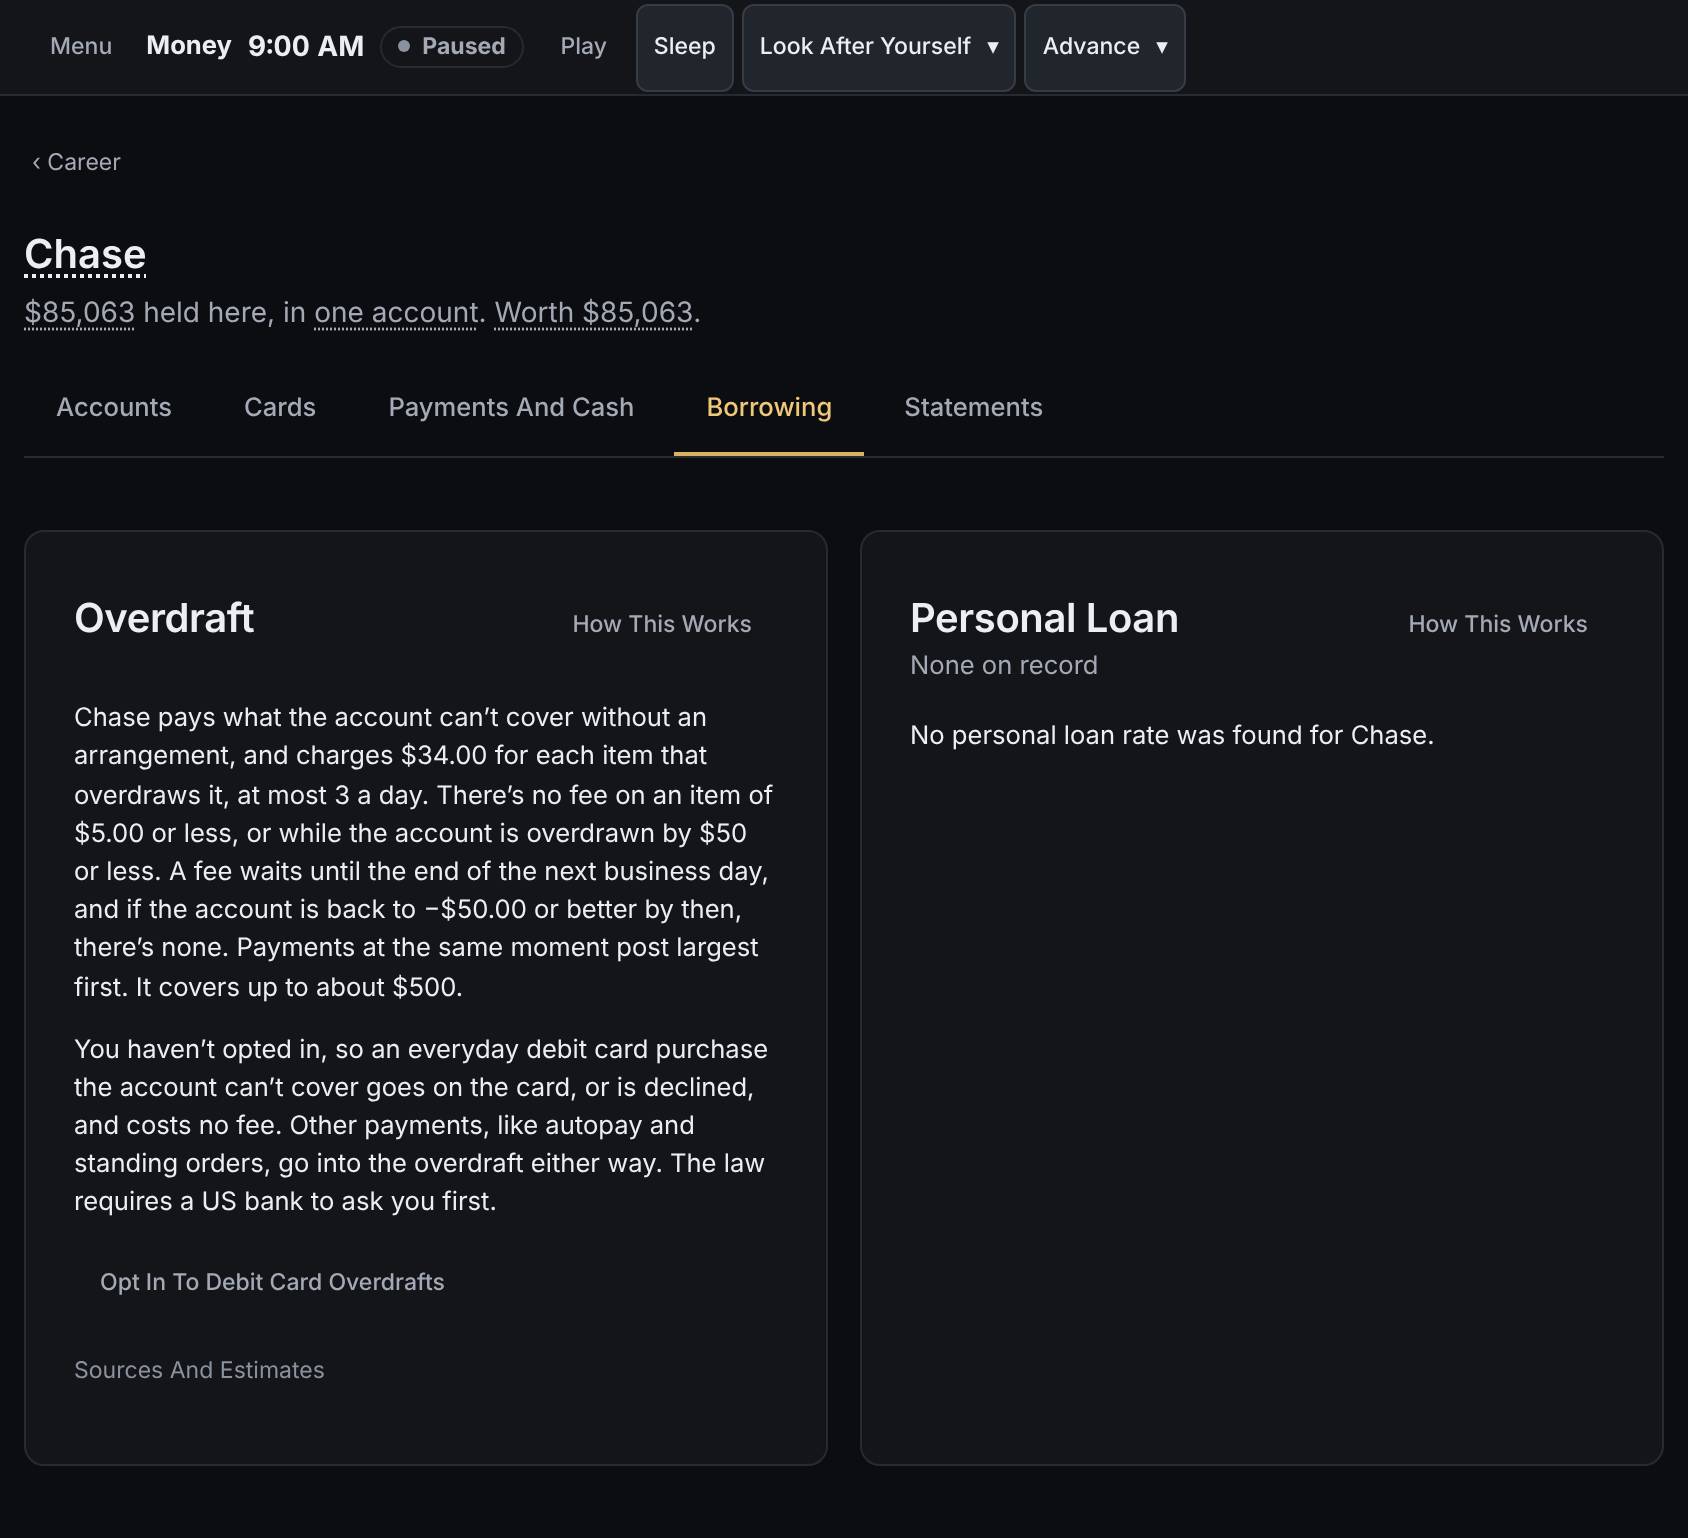 Menu Money 9:00 AM Paused Play Sleep Look After Yourself ▾ Advance ▾
‹ Career
Chase
$85,063 held here, in one account. Worth $85,063.
Accounts Cards Payments And Cash Borrowing Statements
Overdraft How This Works
Chase pays what the account can’t cover without an
arrangement, and charges $34.00 for each item that
overdraws it, at most 3 a day. There’s no fee on an item of
$5.00 or less, or while the account is overdrawn by $50
or less. A fee waits until the end of the next business day,
and if the account is back to −$50.00 or better by then,
there’s none. Payments at the same moment post largest
first. It covers up to about $500.
You haven’t opted in, so an everyday debit card purchase
the account can’t cover goes on the card, or is declined,
and costs no fee. Other payments, like autopay and
standing orders, go into the overdraft either way. The law
requires a US bank to ask you first.
Opt In To Debit Card Overdrafts
Sources And Estimates
Personal Loan How This Works
None on record
No personal loan rate was found for Chase.